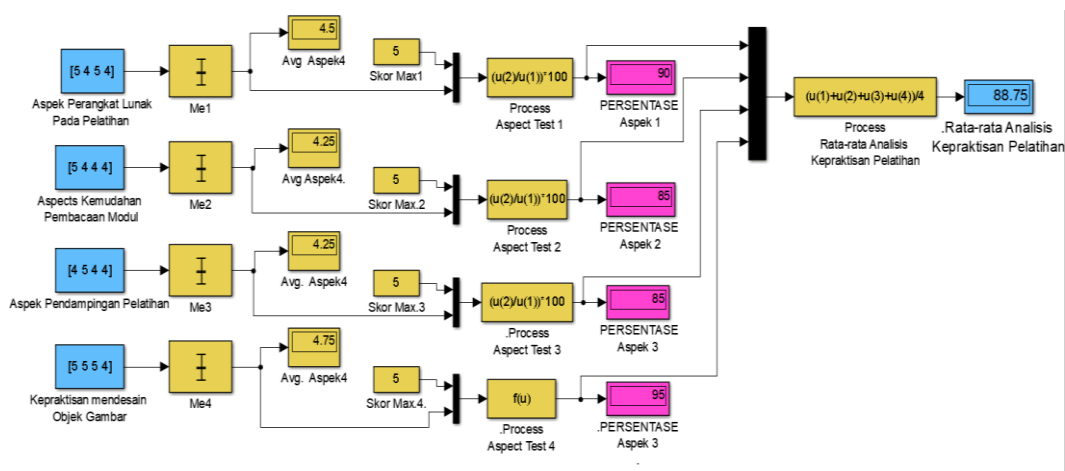 [5 4 5 4]
Aspek Perangkat Lunak
Pada Pelatihan
Me1
4.5
Avg Aspek4
5
Skor Max1
(u(2)/u(1))*100
Process
Aspect Test 1
90
PERSENTASE
Aspek 1
[5 4 4 4]
Aspects Kemudahan
Pembacaan Modul
Me2
4.25
Avg Aspek4.
5
Skor Max.2
(u(2)/u(1))*100
Process
Aspect Test 2
85
PERSENTASE
Aspek 2
[4 5 4 4]
Aspek Pendampingan Pelatihan
Me3
4.25
Avg. Aspek4
5
Skor Max.3
(u(2)/u(1))*100
.Process
Aspect Test 3
85
PERSENTASE
Aspek 3
[5 5 5 4]
Kepraktisan mendesain
Objek Gambar
Me4
4.75
Avg. Aspek4
5
Skor Max.4.
f(u)
.Process
Aspect Test 4
95
.PERSENTASE
Aspek 3
(u(1)+u(2)+u(3)+u(4))/4
Process
Rata-rata Analisis
Kepraktisan Pelatihan
88.75
.Rata-rata Analisis
Kepraktisan Pelatihan